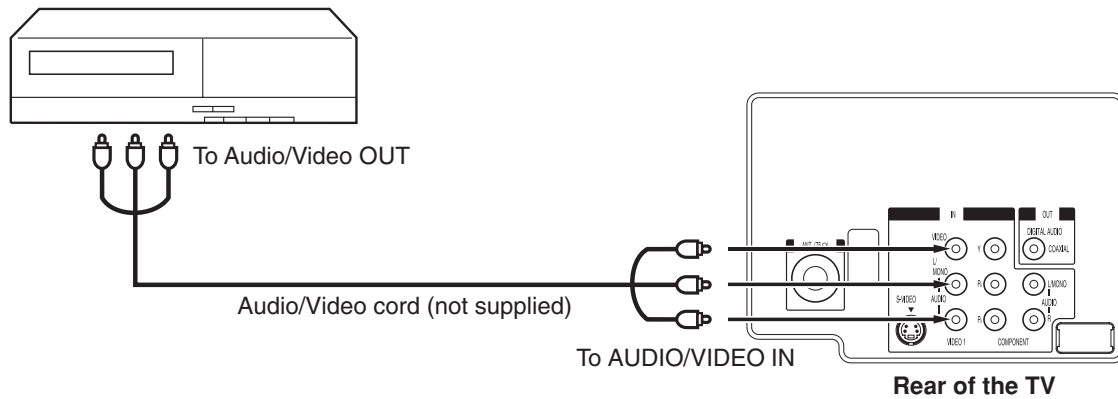 To Audio/Video OUT
Audio/Video cord (not supplied)
To AUDIO/VIDEO IN
IN
OUT
VIDEO
Y
DIGITAL AUDIO
COAXIAL
L/
MONO
L/MONO
S-VIDEO
AUDIO
AUDIO
R
VIDEO 1
COMPONENT
Rear of the TV